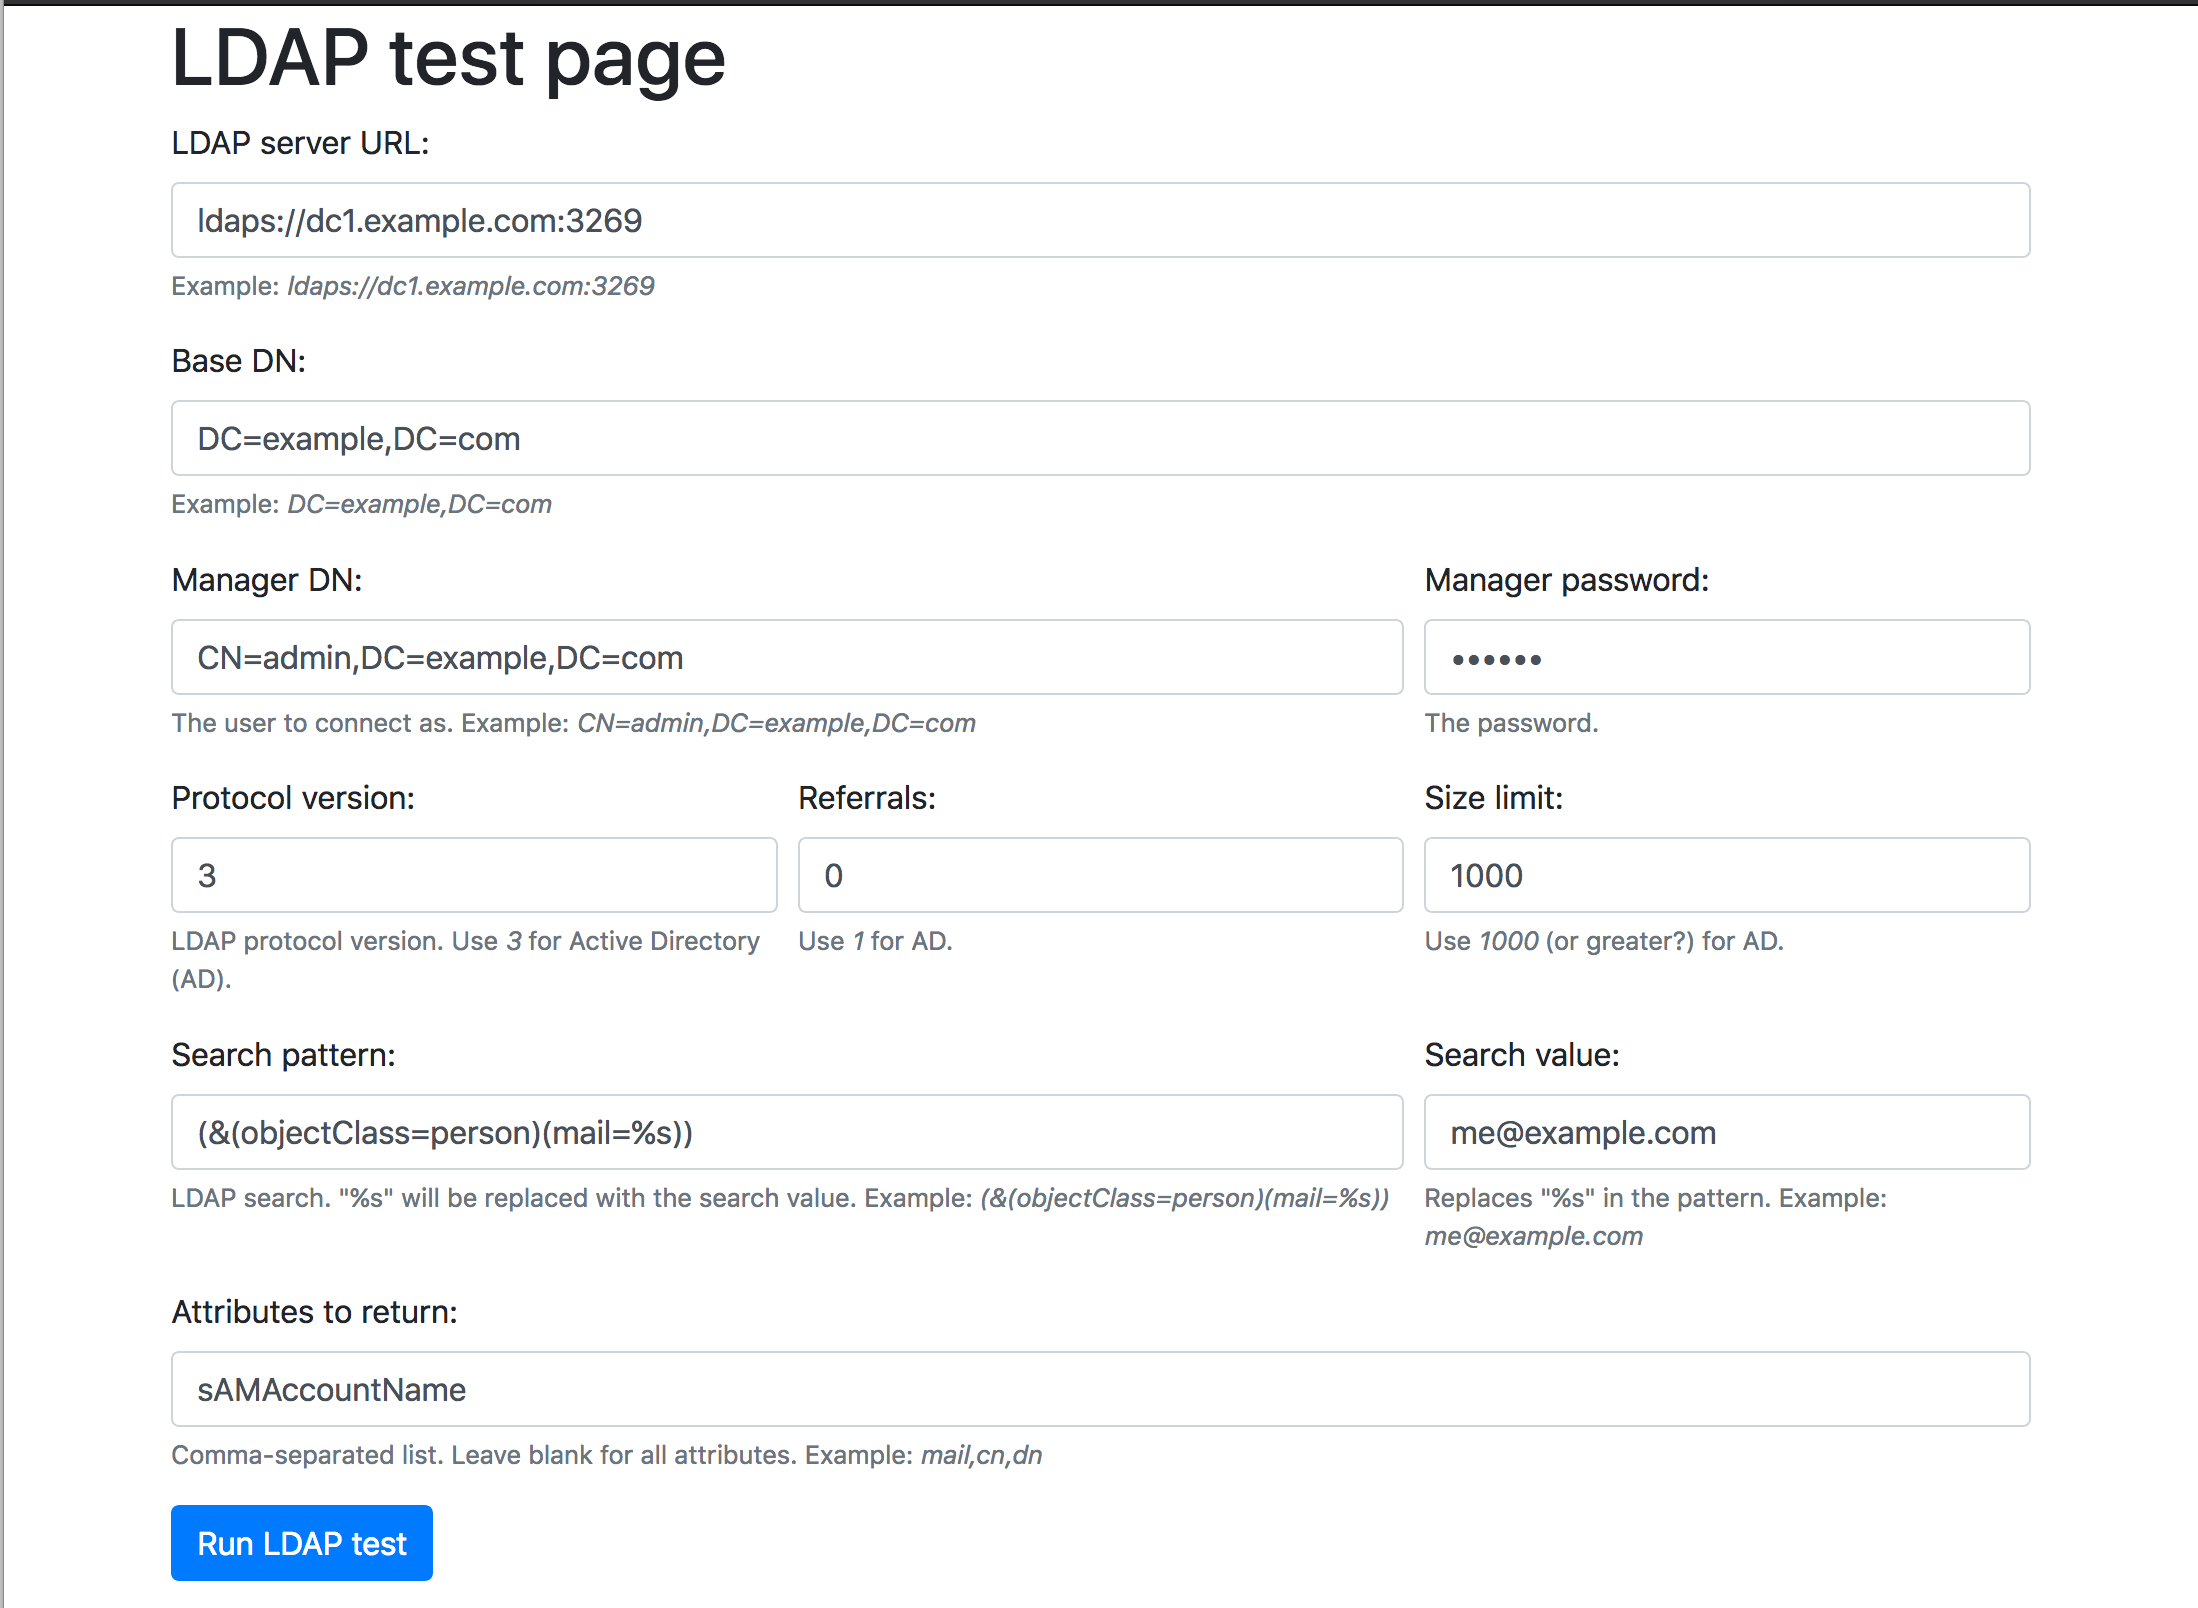 LDAP test page
LDAP server URL:
ldaps://dc1.example.com:3269
Example: ldaps://dc1.example.com:3269
Base DN:
DC=example,DC=com
Example: DC=example,DC=com
Manager DN:
CN=admin,DC=example,DC=com
The user to connect as. Example: CN=admin,DC=example,DC=com
Manager password:
••••••
The password.
Protocol version:
3
LDAP protocol version. Use 3 for Active Directory
(AD).
Referrals:
0
Use 1 for AD.
Size limit:
1000
Use 1000 (or greater?) for AD.
Search pattern:
(&(objectClass=person)(mail=%s))
LDAP search. "%s" will be replaced with the search value. Example: (&(objectClass=person)(mail=%s))
Search value:
me@example.com
Replaces "%s" in the pattern. Example:
me@example.com
Attributes to return:
sAMAccountName
Comma-separated list. Leave blank for all attributes. Example: mail,cn,dn
Run LDAP test